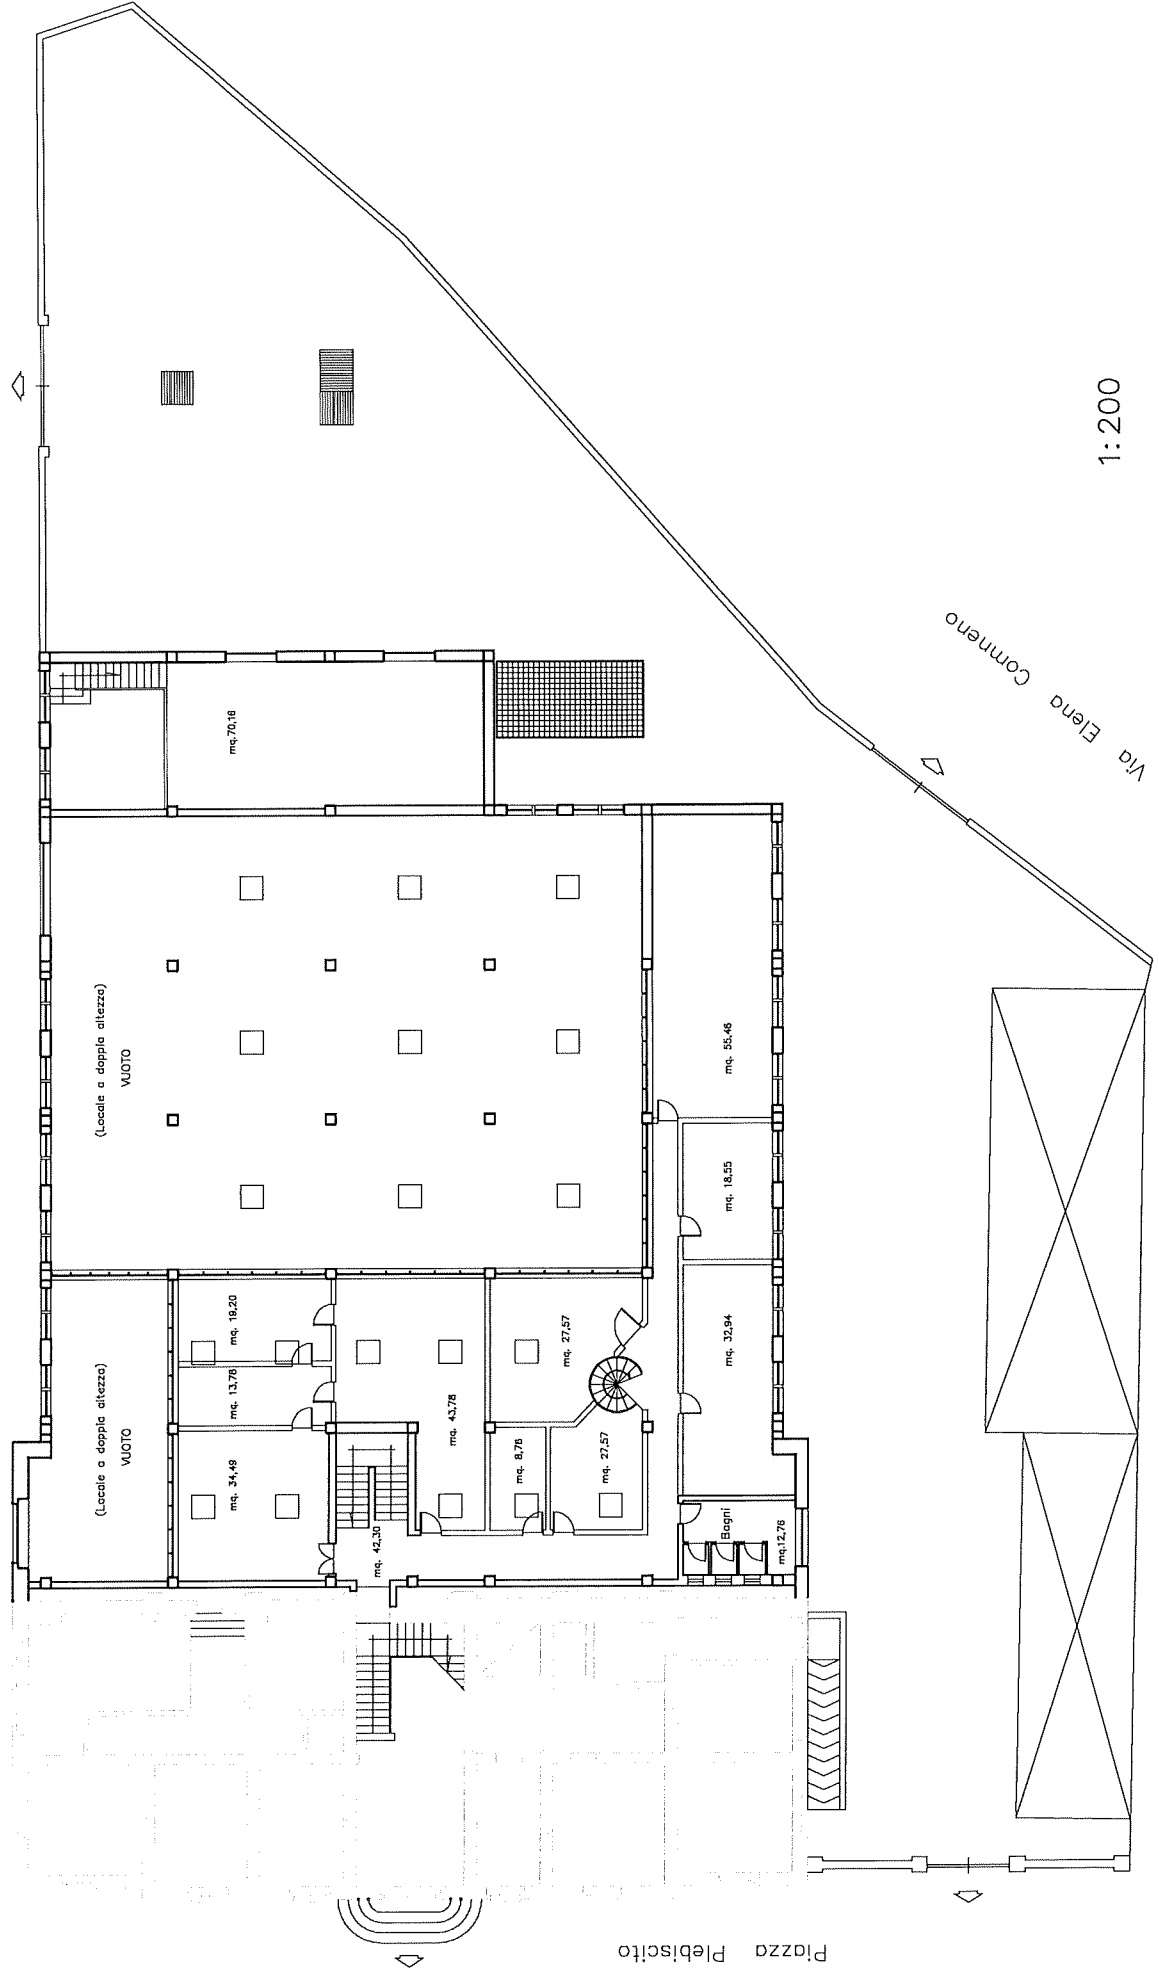 1:200
Via Elena Comneno
mq.70,16
(Locale a doppia altezza)
VUOTO
mq. 55,46
mq. 18,55
mq. 19,20
mq. 27,57
mq. 32,94
mq. 13,78
mq. 43,78
(Locale a doppia altezza)
VUOTO
mq. 34,49
mq. 8,76
mq. 27,57
mq. 42,30
Bagni
mq.12,76
Piazza Plebiscito